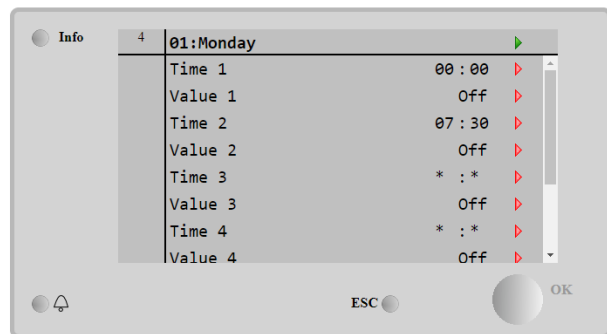 Info
4 01:Monday
Time 1 00:00
Value 1 Off
Time 2 07:30
Value 2 Off
Time 3 * :*
Value 3 Off
Time 4 * :*
Value 4 Off
ESC OK